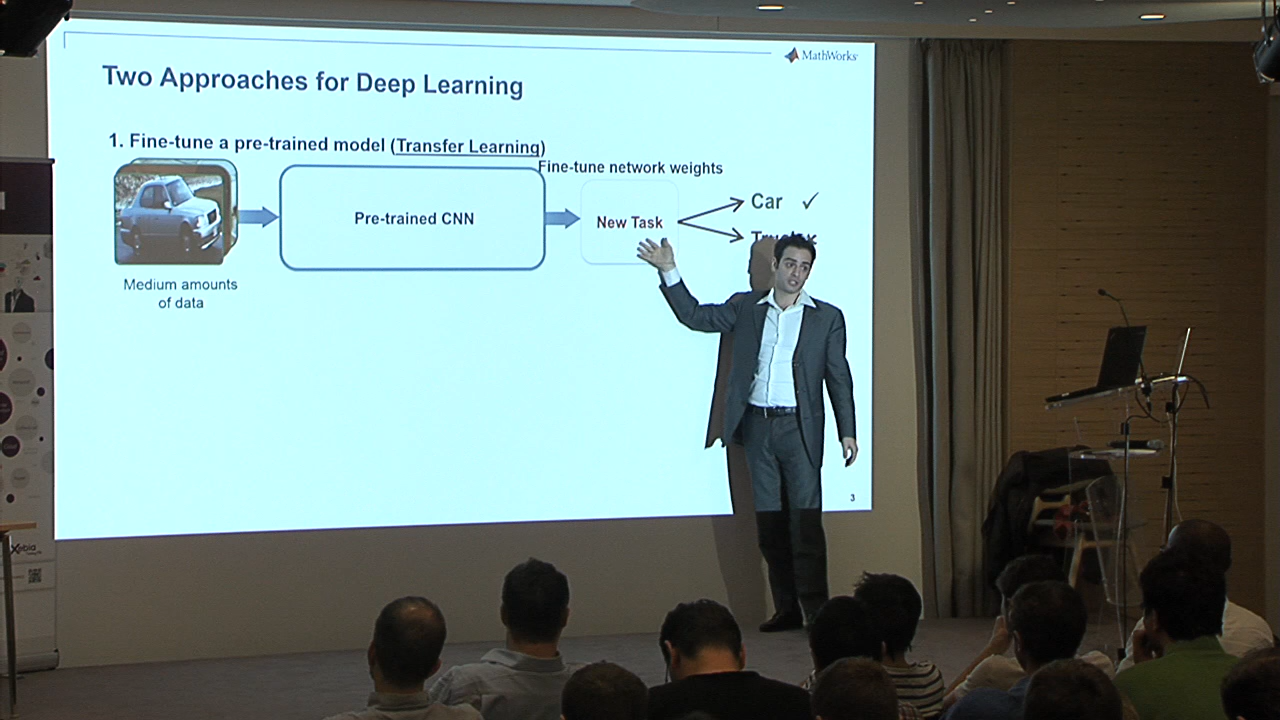 MathWorks
Two Approaches for Deep Learning
1. Fine-tune a pre-trained model (Transfer Learning)
Fine-tune network weights
Pre-trained CNN
New Task
Car ✓
Medium amounts
of data
3
Xebia